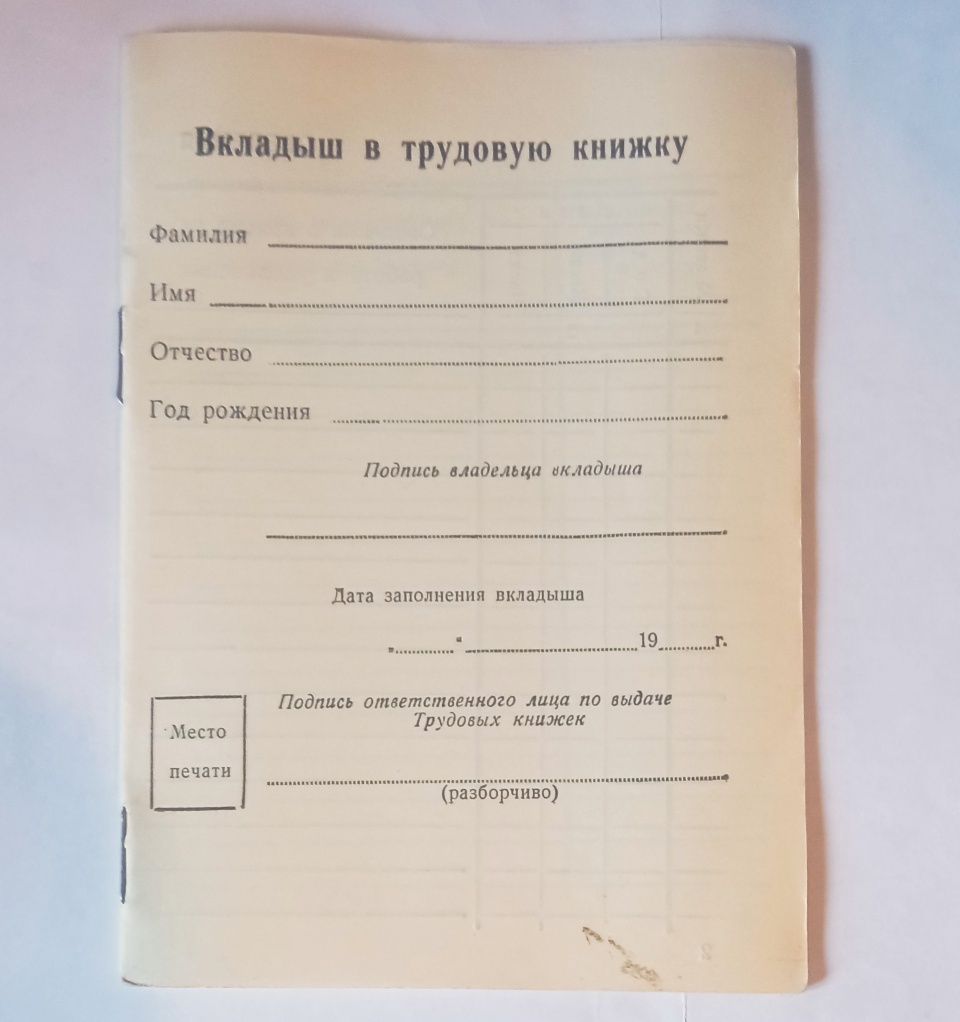 Вкладыш в трудовую книжку
Фамилия
Имя
Отчество
Год рождения
Подпись владельца вкладыша
Дата заполнения вкладыша
„ “ 19 г.
Подпись ответственного лица по выдаче
Трудовых книжек
Место
печати
(разборчиво)